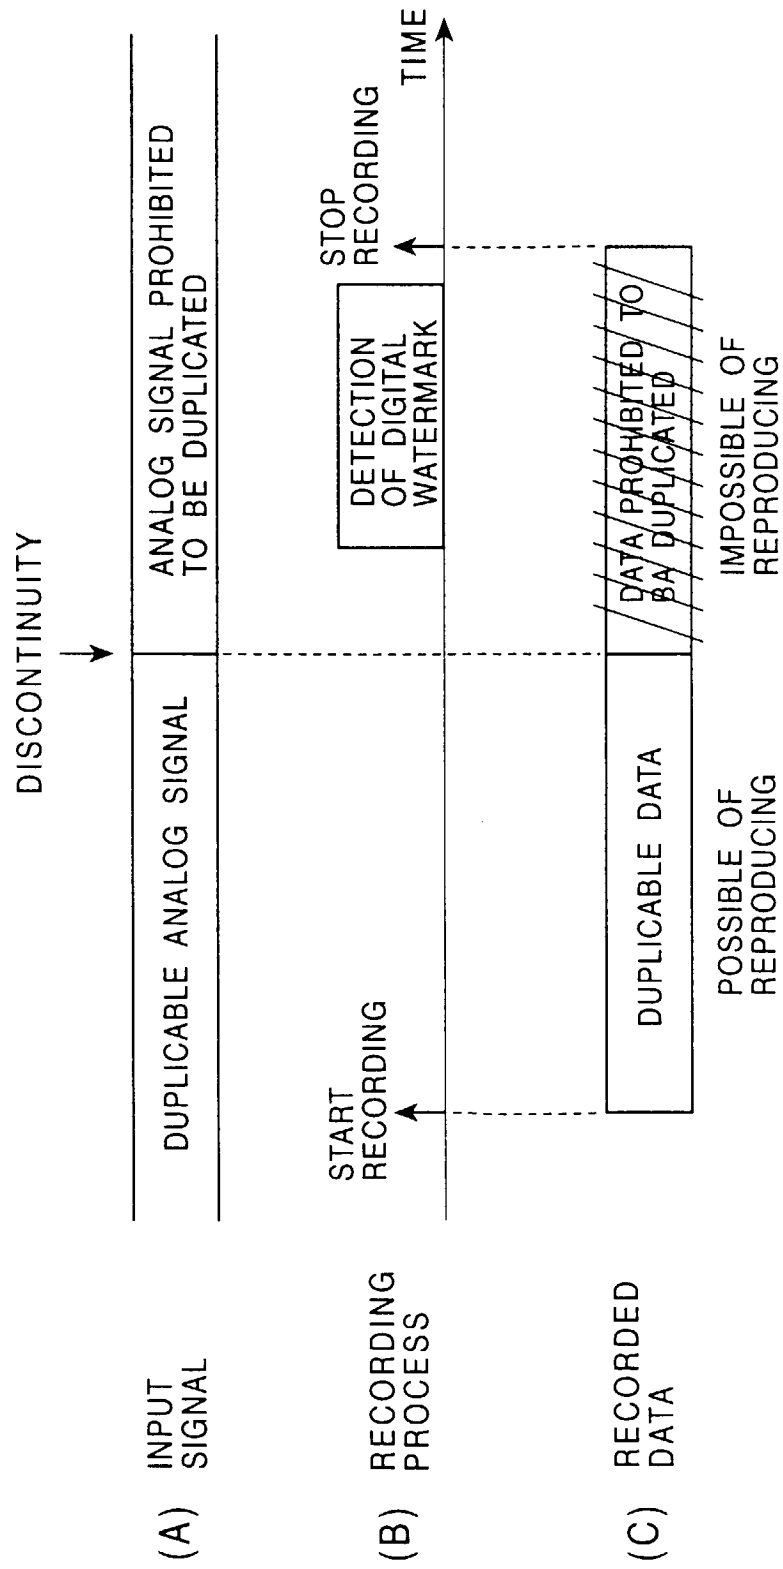 DISCONTINUITY
(A) INPUT
SIGNAL
DUPLICABLE ANALOG SIGNAL
ANALOG SIGNAL PROHIBITED
TO BE DUPLICATED
(B) RECORDING
PROCESS
START
RECORDING
DETECTION
OF DIGITAL
WATERMARK
STOP
RECORDING
TIME
(C) RECORDED
DATA
DUPLICABLE DATA
DATA PROHIBITED TO
BA DUPLICATED
POSSIBLE OF
REPRODUCING
IMPOSSIBLE OF
REPRODUCING